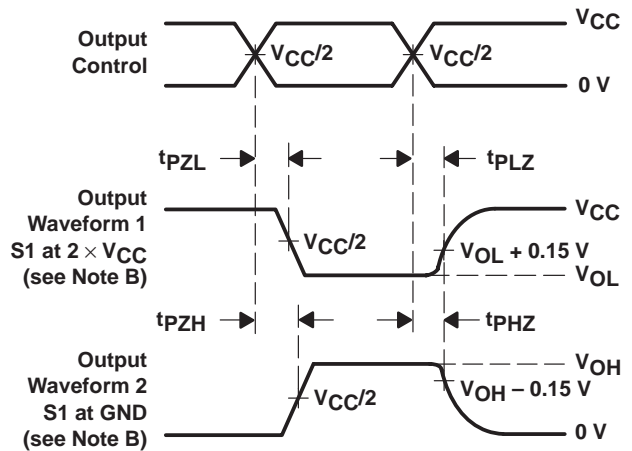 Output
Control
VCC
VCC/2
VCC/2
0 V
tPZL
tPLZ
Output
Waveform 1
S1 at 2 × VCC
(see Note B)
VCC
VCC/2
VOL + 0.15 V
VOL
tPZH
tPHZ
Output
Waveform 2
S1 at GND
(see Note B)
VOH
VCC/2
VOH – 0.15 V
0 V